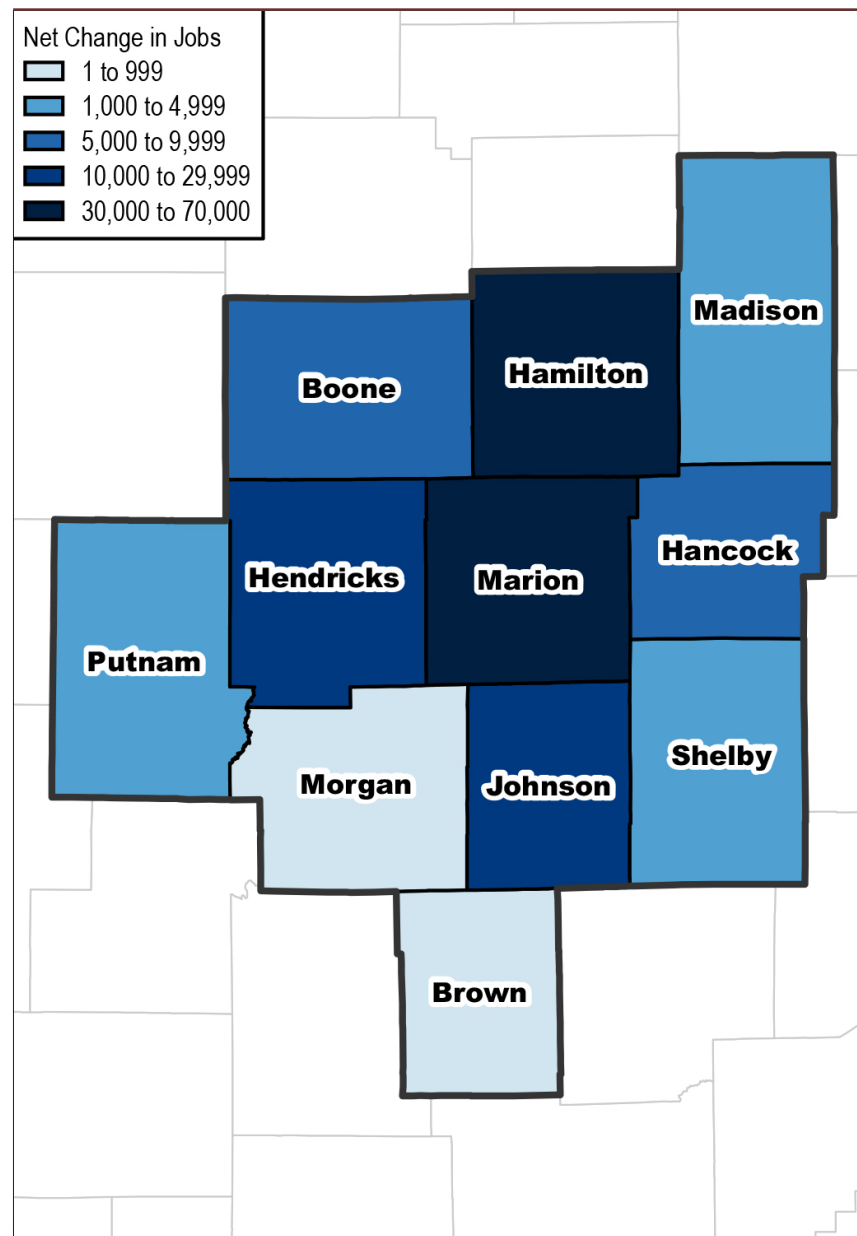 Net Change in Jobs
1 to 999
1,000 to 4,999
5,000 to 9,999
10,000 to 29,999
30,000 to 70,000
Madison
Hamilton
Boone
Hancock
Hendricks
Marion
Putnam
Shelby
Morgan
Johnson
Brown